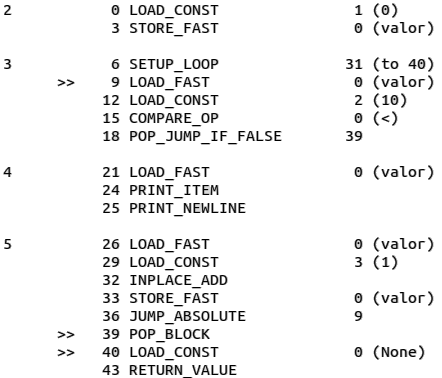 2           0 LOAD_CONST               1 (0)
            3 STORE_FAST               0 (valor)

3           6 SETUP_LOOP              31 (to 40)
      >>    9 LOAD_FAST                0 (valor)
           12 LOAD_CONST               2 (10)
           15 COMPARE_OP               0 (<)
           18 POP_JUMP_IF_FALSE       39

4          21 LOAD_FAST                0 (valor)
           24 PRINT_ITEM
           25 PRINT_NEWLINE

5          26 LOAD_FAST                0 (valor)
           29 LOAD_CONST               3 (1)
           32 INPLACE_ADD
           33 STORE_FAST               0 (valor)
           36 JUMP_ABSOLUTE            9
      >>   39 POP_BLOCK
      >>   40 LOAD_CONST               0 (None)
           43 RETURN_VALUE